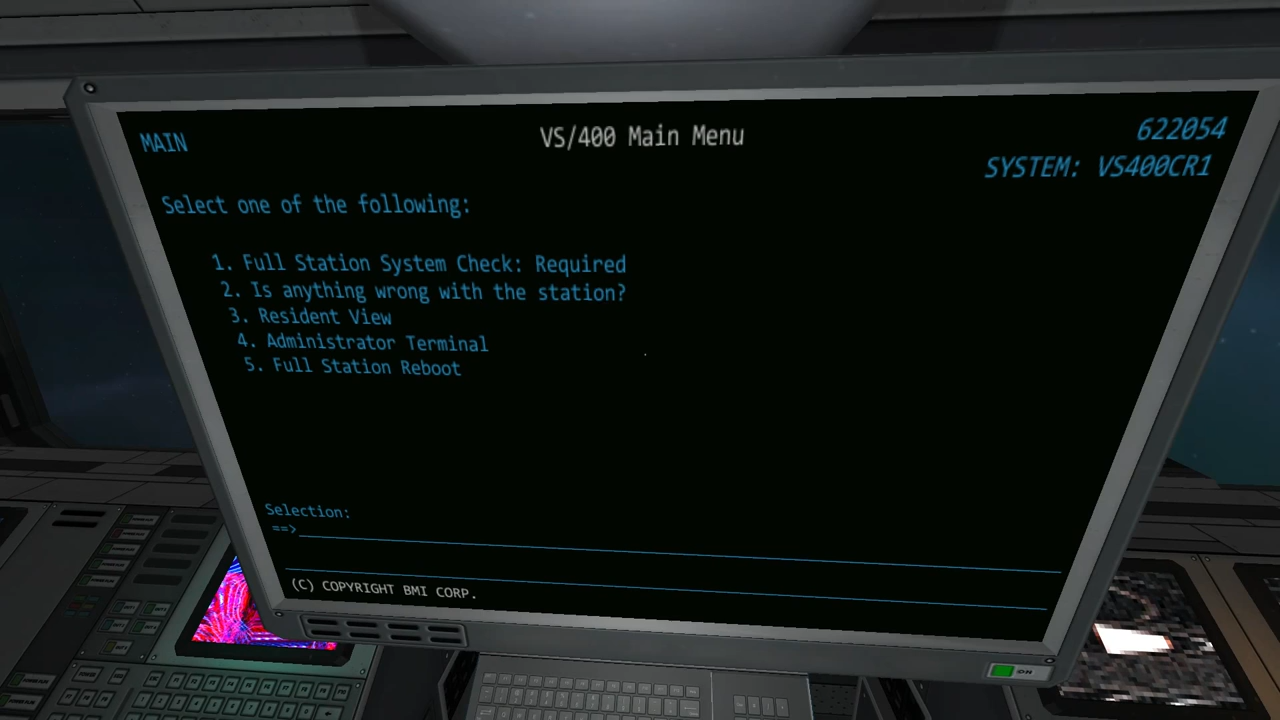 MAIN
VS/400 Main Menu
622054
SYSTEM: VS400CR1
Select one of the following:
1. Full Station System Check: Required
2. Is anything wrong with the station?
3. Resident View
4. Administrator Terminal
5. Full Station Reboot
Selection:
==>
(C) COPYRIGHT BMI CORP.
ON